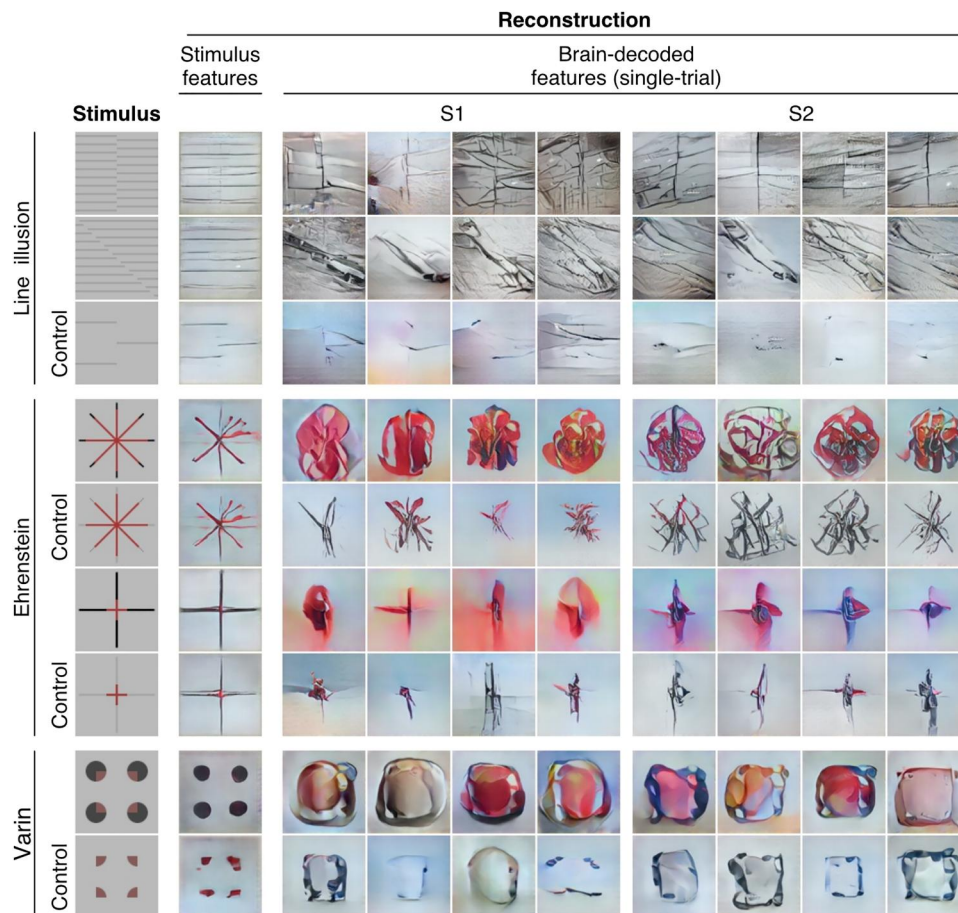 Reconstruction
Stimulus
features
Brain-decoded
features (single-trial)
Stimulus
S1
S2
Line illusion
Control
Ehrenstein
Control
Control
Varin
Control